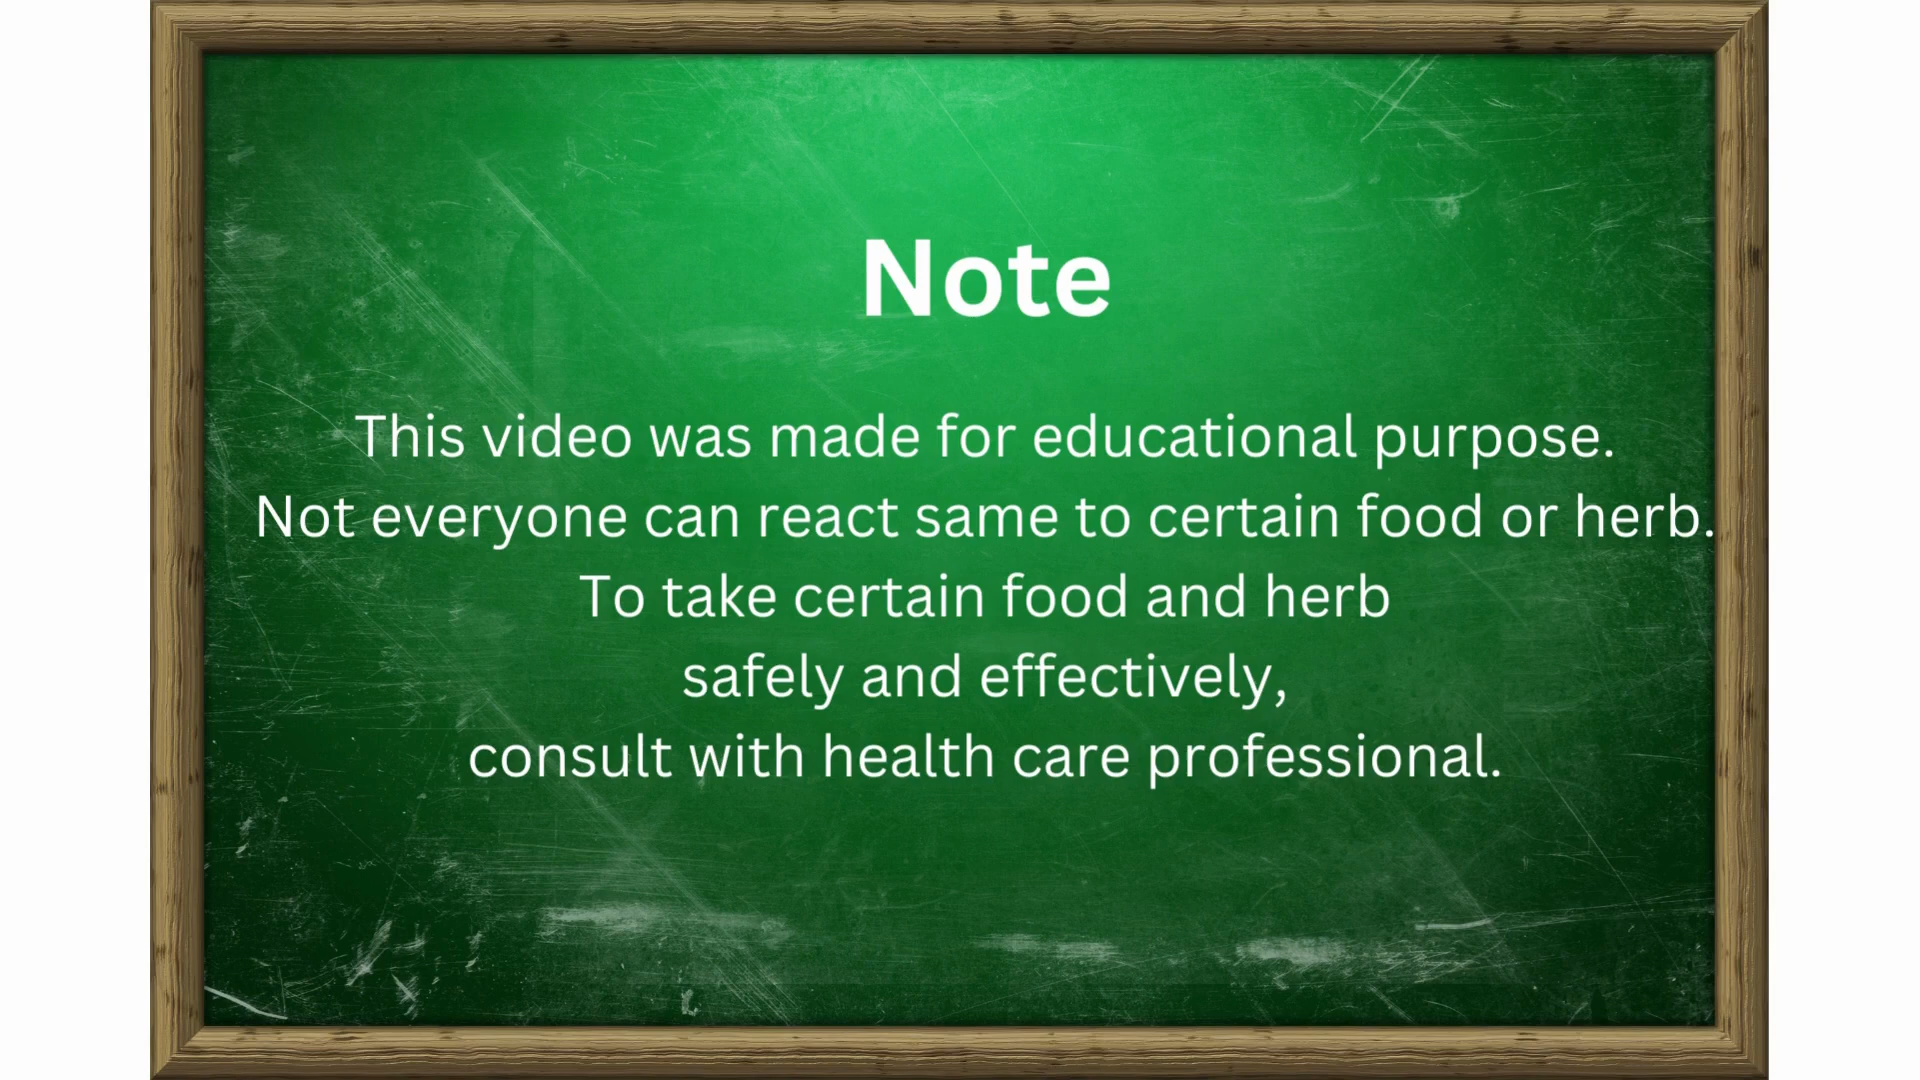 Note
This video was made for educational purpose.
Not everyone can react same to certain food or herb.
To take certain food and herb
safely and effectively,
consult with health care professional.